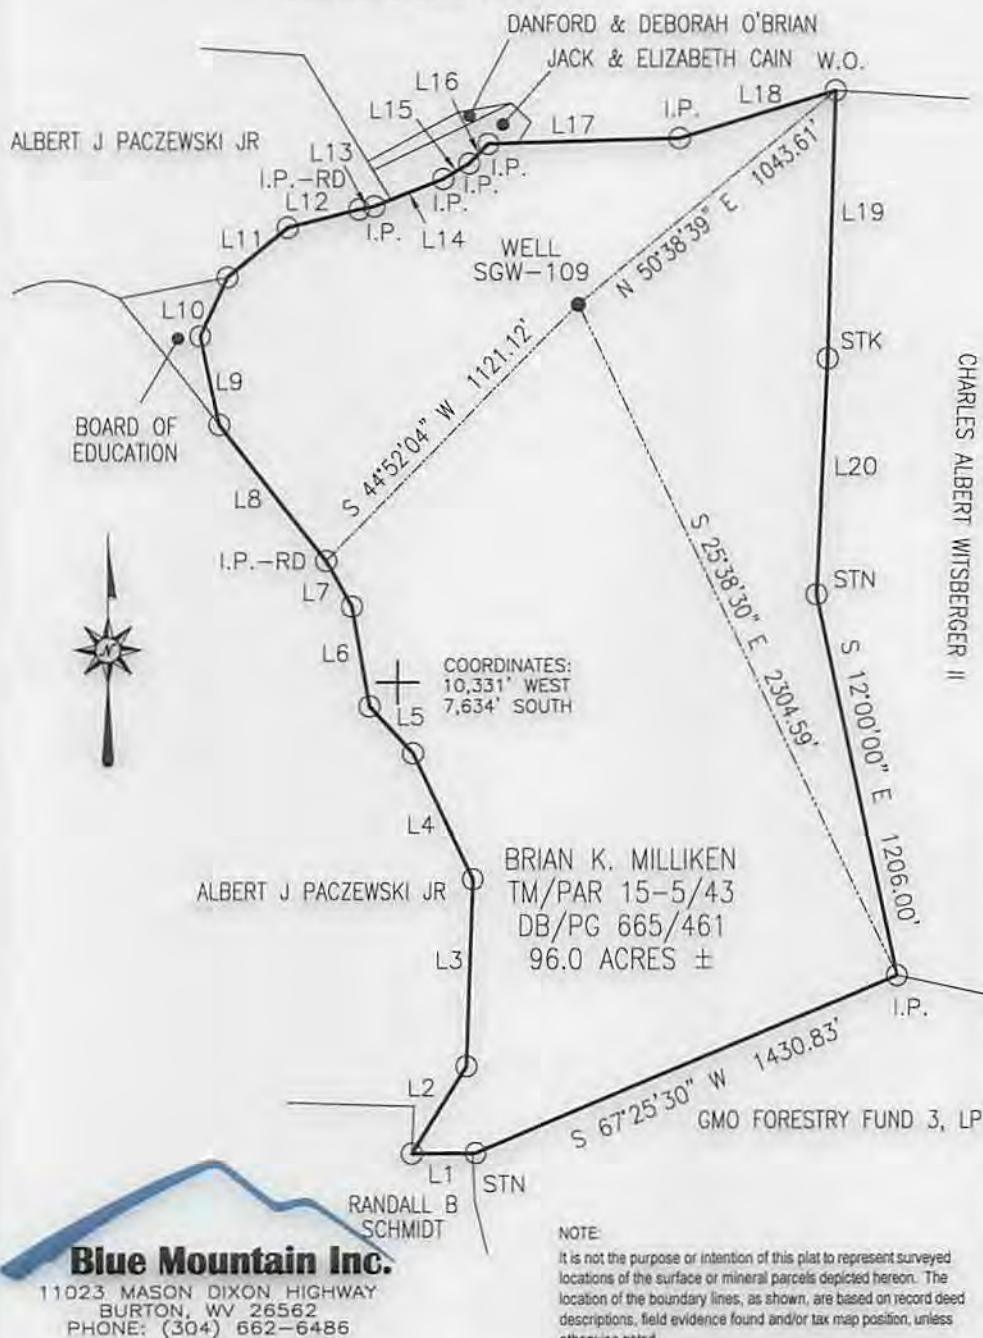 DANFORD & DEBORAH O'BRIAN
JACK & ELIZABETH CAIN
W.O.
L16
L15
I.P.
L18
L17
ALBERT J PACZEWSKI JR
L13
I.P.-RD
L12
I.P.
I.P.
I.P.
I.P.
L14
L11
1043.61'
N 50°38'39" E
L19
WELL
SGW-109
L10
STK
L9
S 44°52'04" W 1121.12'
BOARD OF
EDUCATION
CHARLES ALBERT WITSBERGER II
L20
L8
I.P.-RD
STN
L7
S 25°38'30" E 2304.59'
N
L6
COORDINATES:
10,331' WEST
7,634' SOUTH
L5
S 12°00'00" E 1206.00'
L4
BRIAN K. MILLIKEN
TM/PAR 15-5/43
DB/PG 665/461
96.0 ACRES ±
ALBERT J PACZEWSKI JR
L3
I.P.
L2
S 67°25'30" W 1430.83'
GMO FORESTRY FUND 3, LP
L1
STN
RANDALL B
SCHMIDT
Blue Mountain Inc.
11023 MASON DIXON HIGHWAY
BURTON, WV 26562
PHONE: (304) 662-6486
NOTE:
It is not the purpose or intention of this plat to represent surveyed
locations of the surface or mineral parcels depicted hereon. The
location of the boundary lines, as shown, are based on record deed
descriptions, field evidence found and/or tax map position, unless
otherwise noted